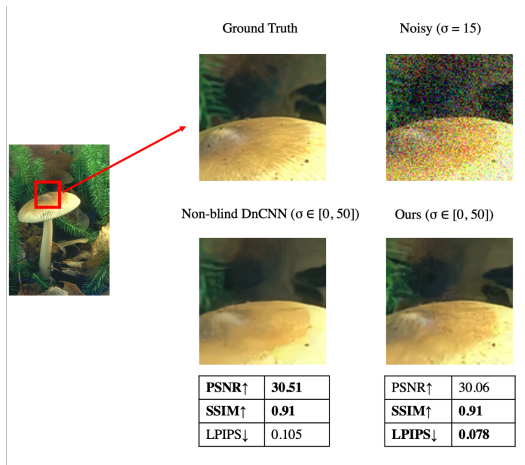 Ground Truth
Noisy (σ = 15)
Non-blind DnCNN (σ ∈ [0, 50])
Ours (σ ∈ [0, 50])
PSNR↑ 30.51
SSIM↑ 0.91
LPIPS↓ 0.105
PSNR↑ 30.06
SSIM↑ 0.91
LPIPS↓ 0.078